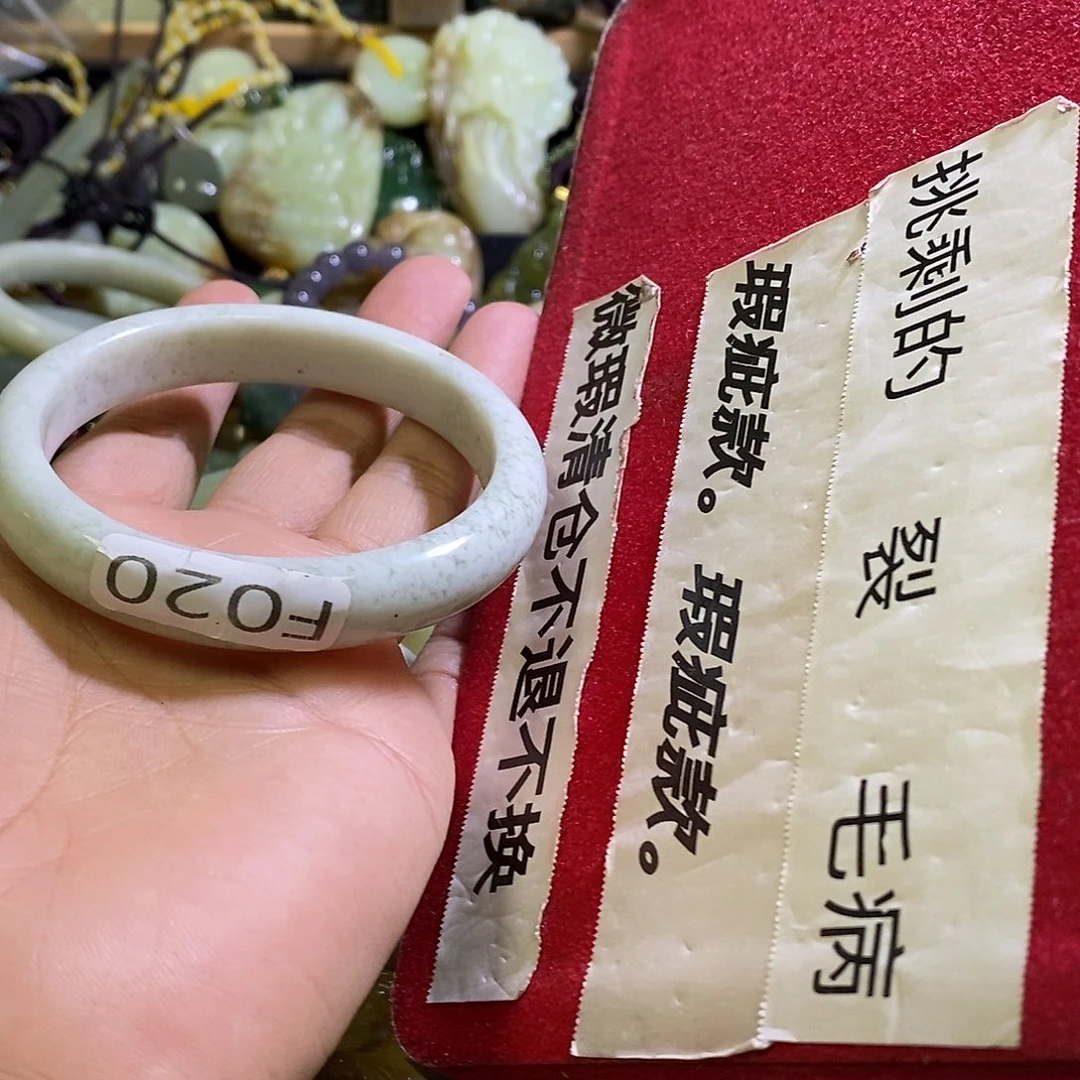 挑剩的 裂 毛病
瑕疵款。 瑕疵款。
微瑕清仓不退不换
F020